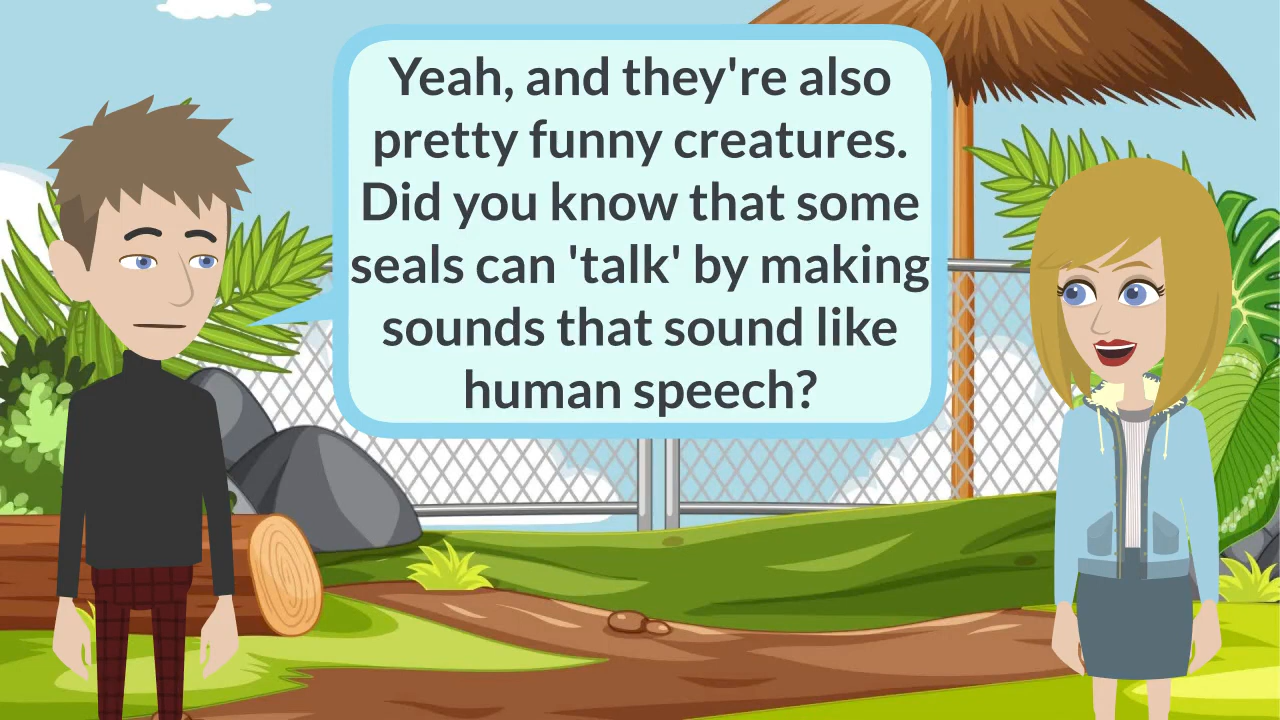 Yeah, and they're also
pretty funny creatures.
Did you know that some
seals can 'talk' by making
sounds that sound like
human speech?